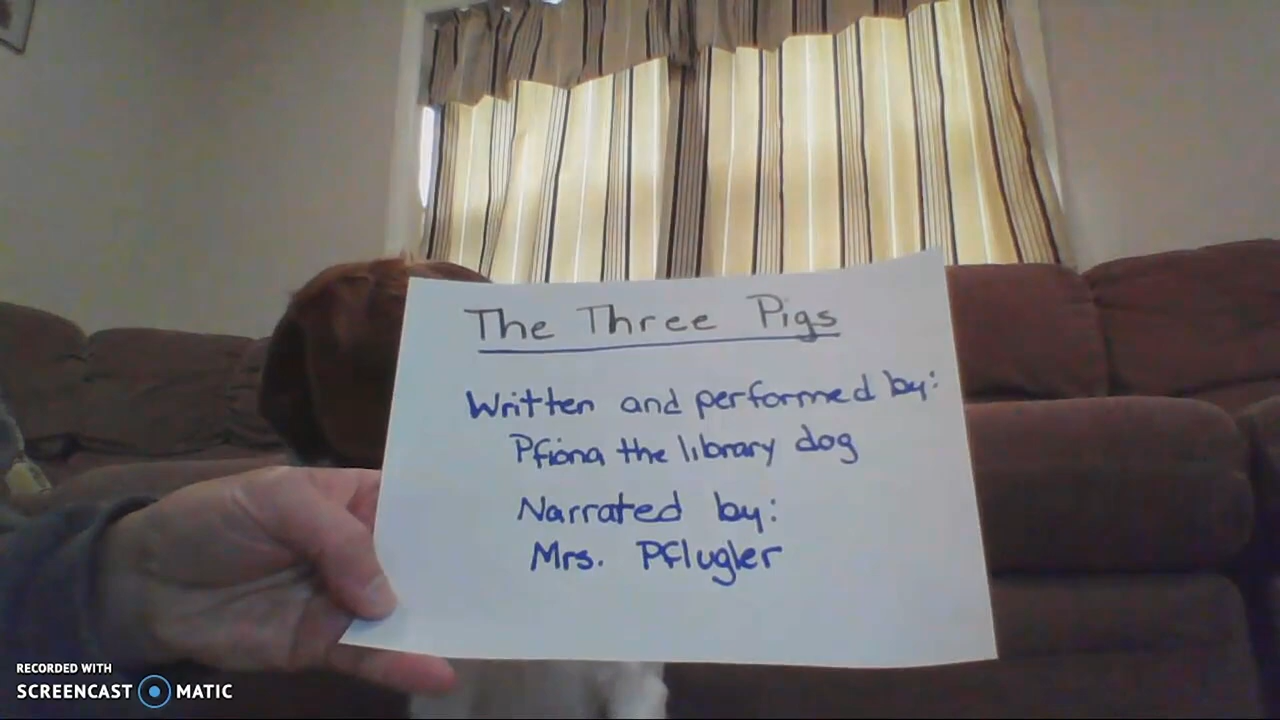 The Three Pigs
Written and performed by:
Pfiona the library dog
Narrated by:
Mrs. Pflugler
RECORDED WITH
SCREENCAST MATIC